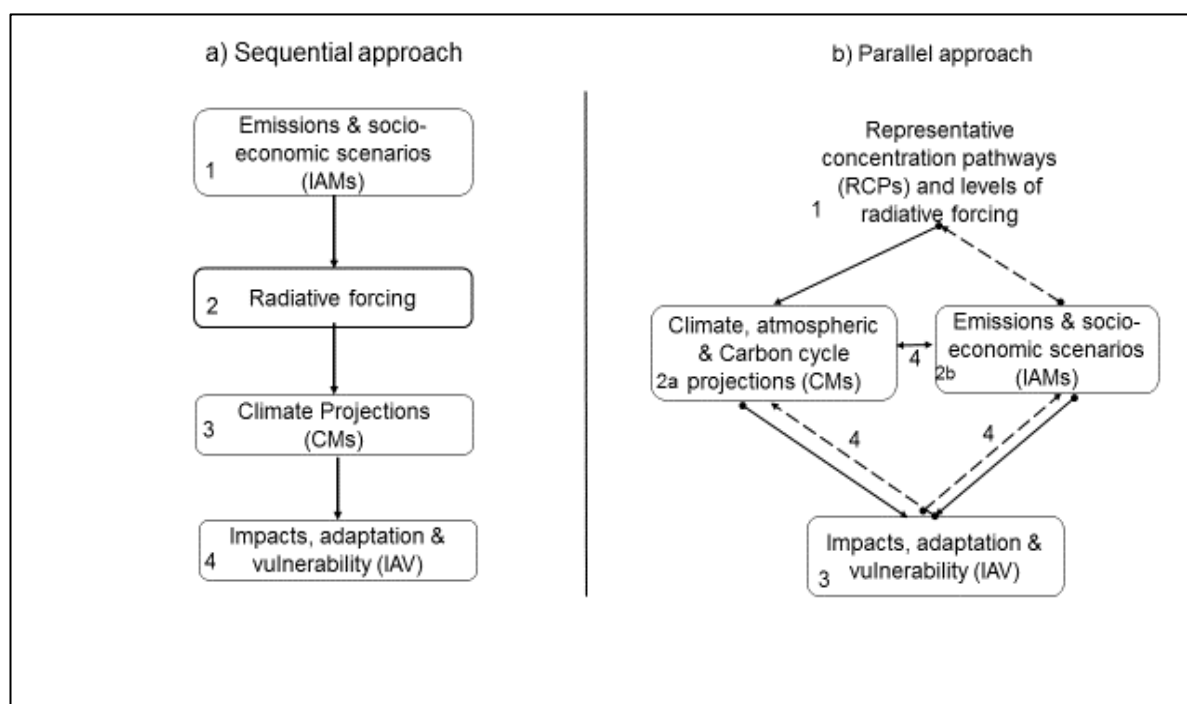 a) Sequential approach
Emissions & socio-
economic scenarios
(IAMs)
1
Radiative forcing
2
Climate Projections
(CMs)
3
Impacts, adaptation &
vulnerability (IAV)
4
b) Parallel approach
Representative
concentration pathways
(RCPs) and levels of
radiative forcing
1
Climate, atmospheric
& Carbon cycle
2a projections (CMs)
4
Emissions & socio-
economic scenarios
2b
(IAMs)
4
4
Impacts, adaptation &
vulnerability (IAV)
3